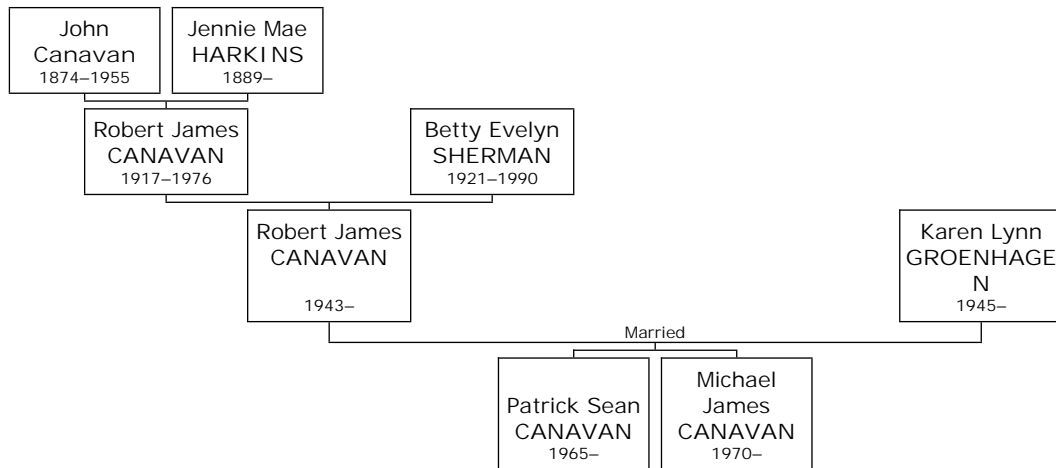 John
Canavan
1874–1955
Jennie Mae
HARKINS
1889–
Robert James
CANAVAN
1917–1976
Betty Evelyn
SHERMAN
1921–1990
Robert James
CANAVAN
1943–
Karen Lynn
GROENHAGE
N
1945–
Married
Patrick Sean
CANAVAN
1965–
Michael
James
CANAVAN
1970–